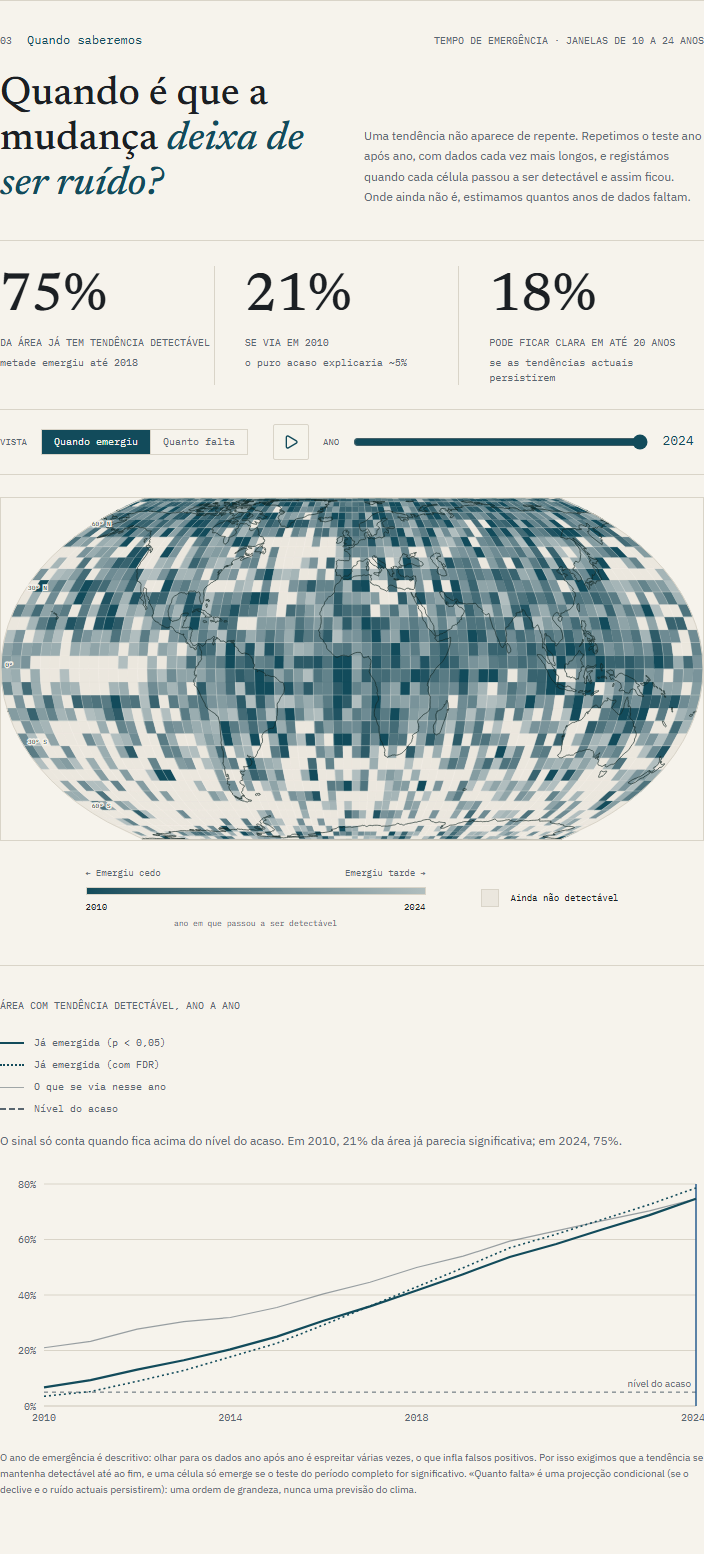 03 Quando saberemos
TEMPO DE EMERGÊNCIA · JANELAS DE 10 A 24 ANOS
Quando é que a
mudança deixa de
ser ruído?
Uma tendência não aparece de repente. Repetimos o teste ano
após ano, com dados cada vez mais longos, e registámos
quando cada célula passou a ser detectável e assim ficou.
Onde ainda não é, estimamos quantos anos de dados faltam.
75%
DA ÁREA JÁ TEM TENDÊNCIA DETECTÁVEL
metade emergiu até 2018
21%
SE VIA EM 2010
o puro acaso explicaria ~5%
18%
PODE FICAR CLARA EM ATÉ 20 ANOS
se as tendências actuais
persistirem
VISTA
Quando emergiu
Quanto falta
ANO
2024
60° N
30° N
0°
30° S
60° S
← Emergiu cedo
Emergiu tarde →
2010
2024
ano em que passou a ser detectável
Ainda não detectável
ÁREA COM TENDÊNCIA DETECTÁVEL, ANO A ANO
Já emergida (p < 0,05)
Já emergida (com FDR)
O que se via nesse ano
Nível do acaso
O sinal só conta quando fica acima do nível do acaso. Em 2010, 21% da área já parecia significativa; em 2024, 75%.
80%
60%
40%
20%
0%
nível do acaso
2010
2014
2018
2024
O ano de emergência é descritivo: olhar para os dados ano após ano é espreitar várias vezes, o que infla falsos positivos. Por isso exigimos que a tendência se
mantenha detectável até ao fim, e uma célula só emerge se o teste do período completo for significativo. «Quanto falta» é uma projecção condicional (se o
declive e o ruído actuais persistirem): uma ordem de grandeza, nunca uma previsão do clima.